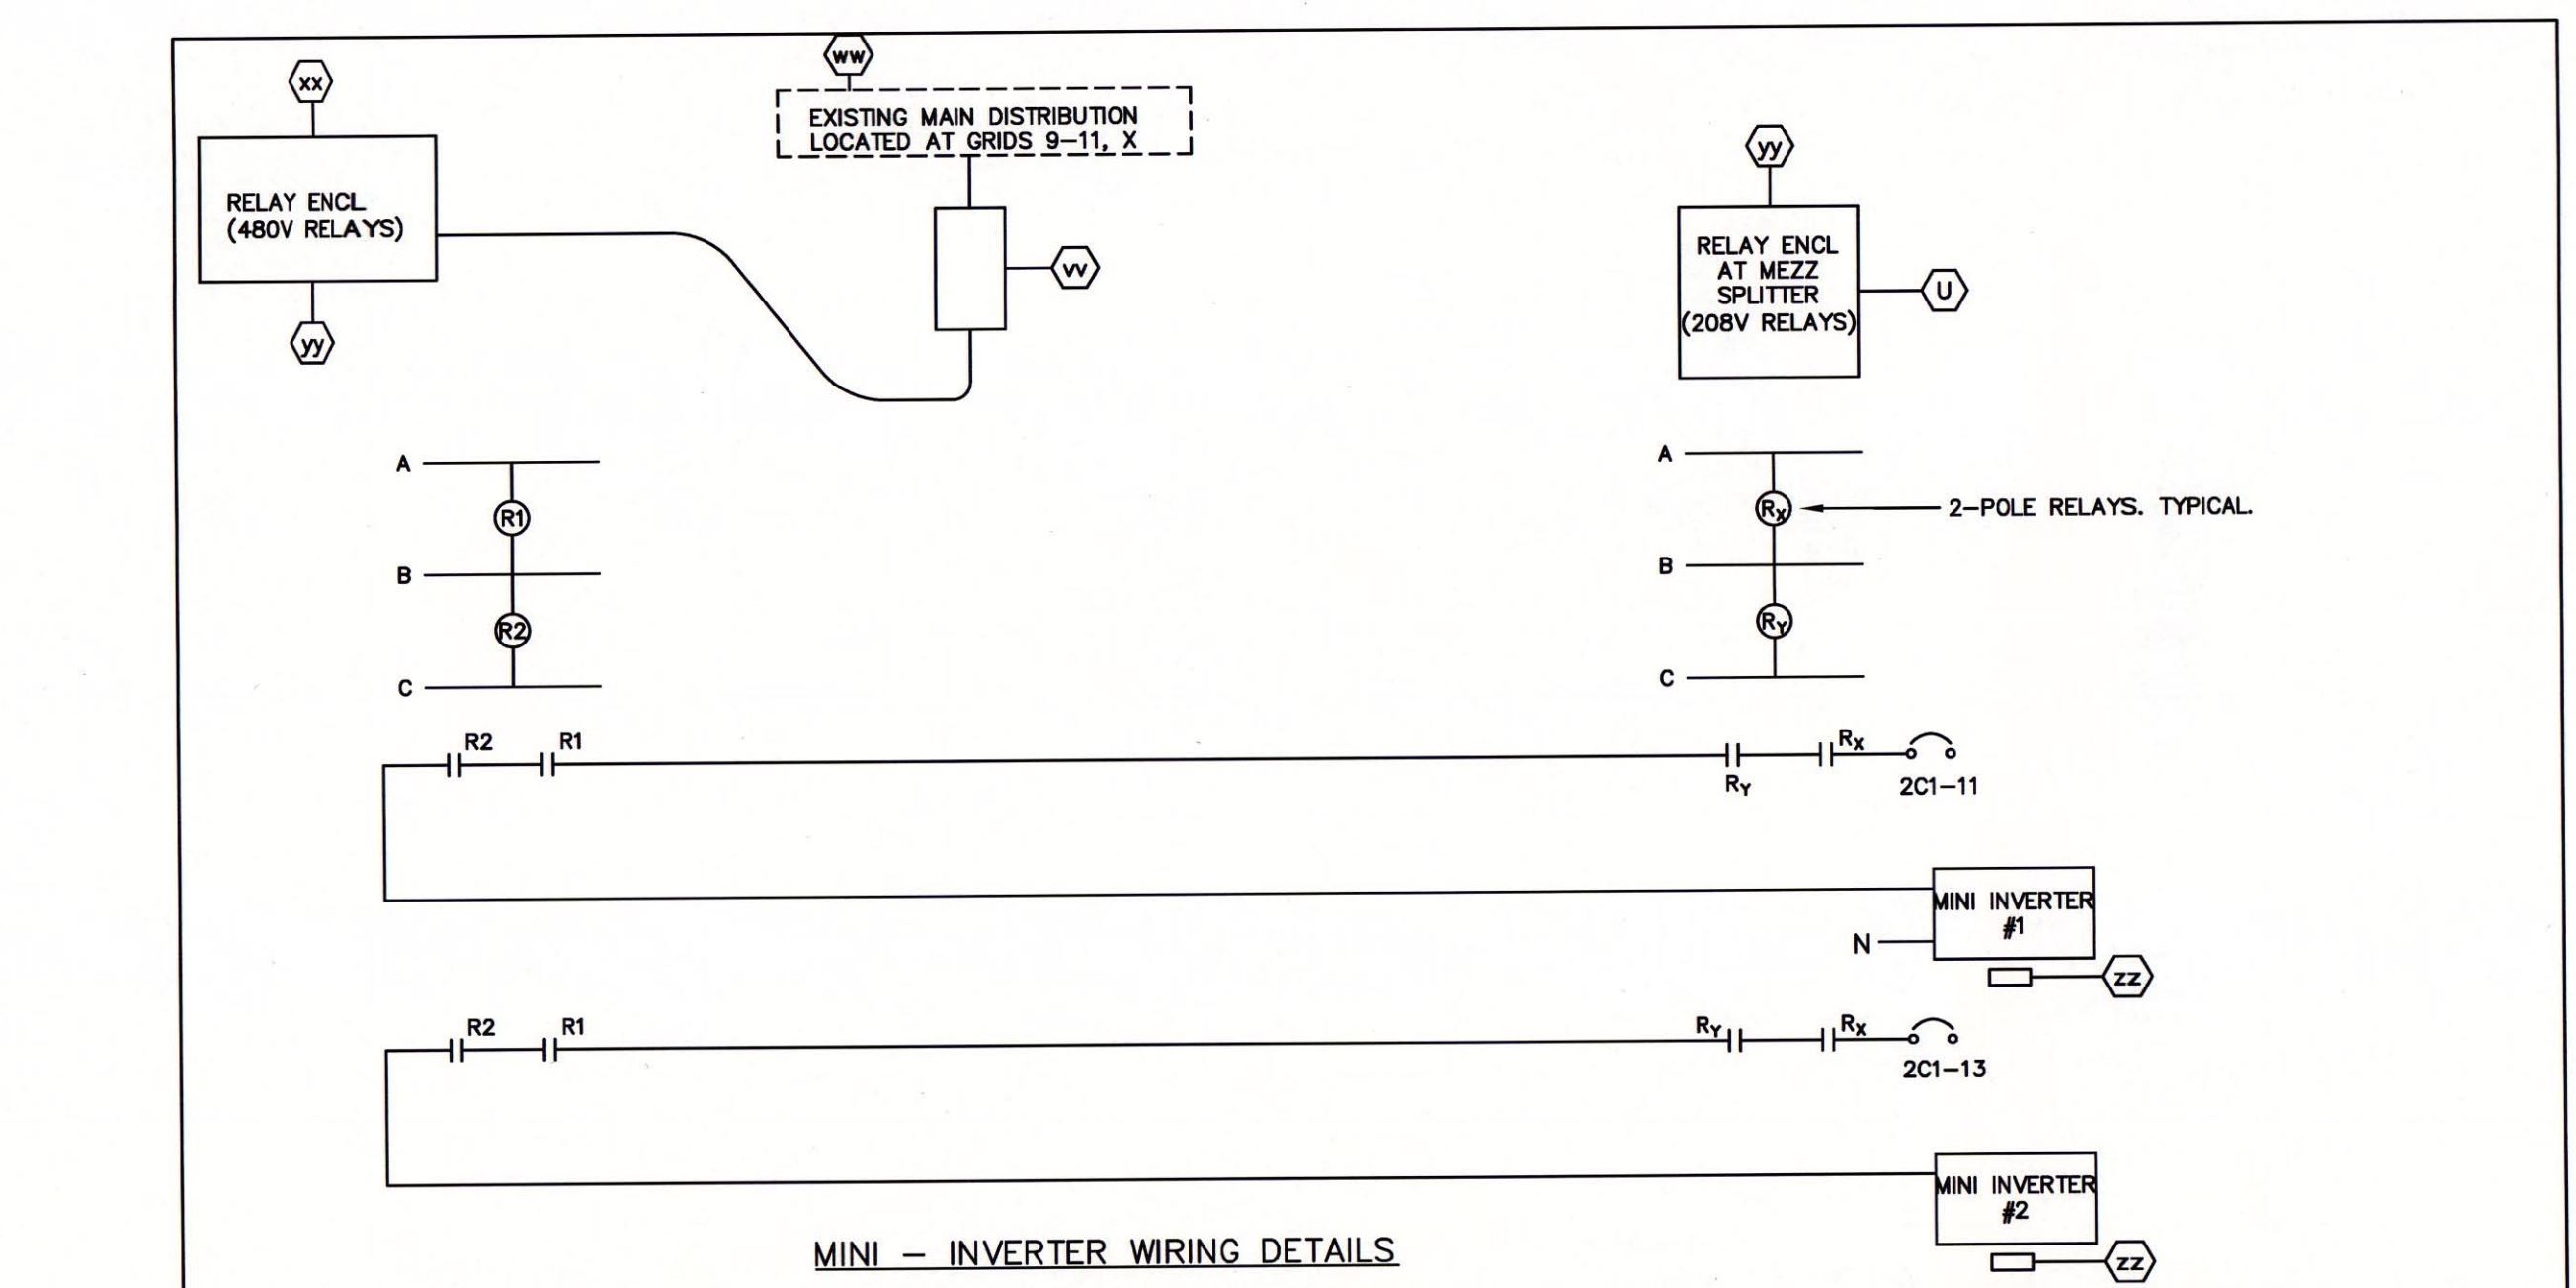 xx
WW
EXISTING MAIN DISTRIBUTION
LOCATED AT GRIDS 9-11, X
yy
RELAY ENCL
(480V RELAYS)
vv
RELAY ENCL
AT MEZZ
SPLITTER
(208V RELAYS)
U
yy
A
R1
B
R2
C
A
RX
2-POLE RELAYS. TYPICAL.
B
RY
C
R2
R1
RY
RX
2C1-11
MINI INVERTER
#1
N
zz
R2
R1
RY
RX
2C1-13
MINI INVERTER
#2
zz
MINI - INVERTER WIRING DETAILS